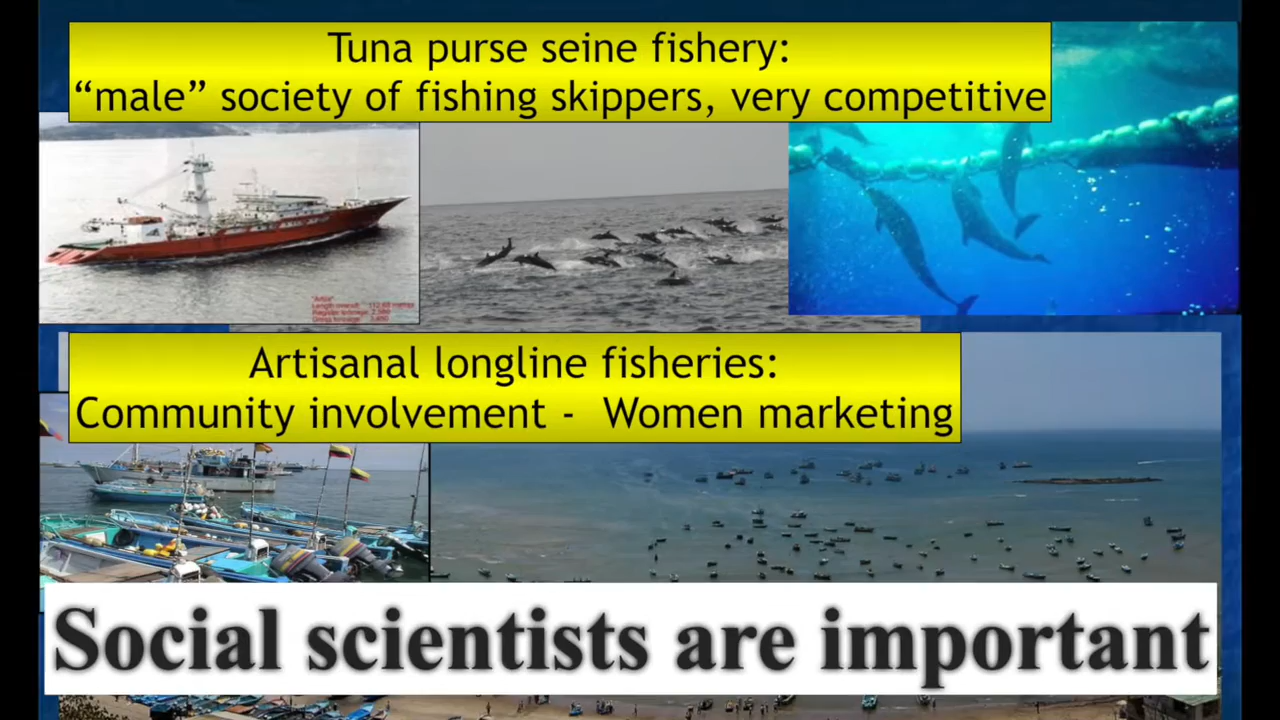 Tuna purse seine fishery:
“male” society of fishing skippers, very competitive
Artisanal longline fisheries:
Community involvement - Women marketing
Social scientists are important